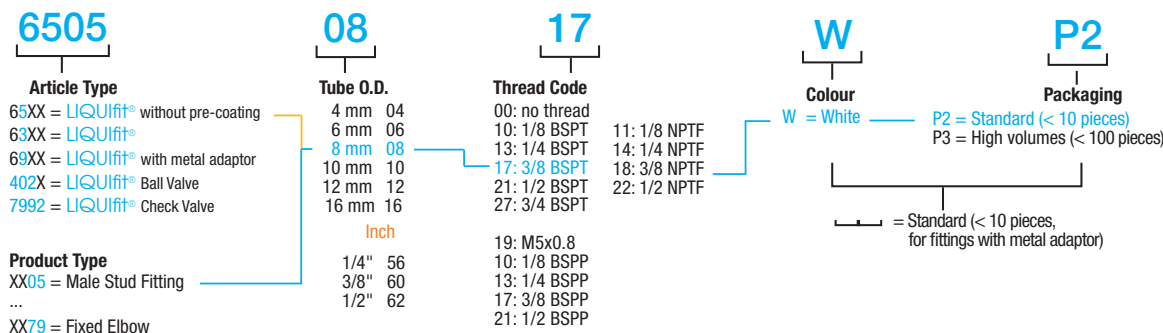 6505 08 17 W P2
Article Type
65XX = LIQUIfit® without pre-coating
63XX = LIQUIfit®
69XX = LIQUIfit® with metal adaptor
402X = LIQUIfit® Ball Valve
7992 = LIQUIfit® Check Valve
Product Type
XX05 = Male Stud Fitting
...
XX79 = Fixed Elbow
Tube O.D.
4 mm 04
6 mm 06
8 mm 08
10 mm 10
12 mm 12
16 mm 16
Inch
1/4" 56
3/8" 60
1/2" 62
Thread Code
00: no thread
10: 1/8 BSPT
13: 1/4 BSPT
17: 3/8 BSPT
21: 1/2 BSPT
27: 3/4 BSPT
19: M5x0.8
10: 1/8 BSPP
13: 1/4 BSPP
17: 3/8 BSPP
21: 1/2 BSPP
11: 1/8 NPTF
14: 1/4 NPTF
18: 3/8 NPTF
22: 1/2 NPTF
Colour
W = White
Packaging
P2 = Standard (< 10 pieces)
P3 = High volumes (< 100 pieces)
= Standard (< 10 pieces,
for fittings with metal adaptor)